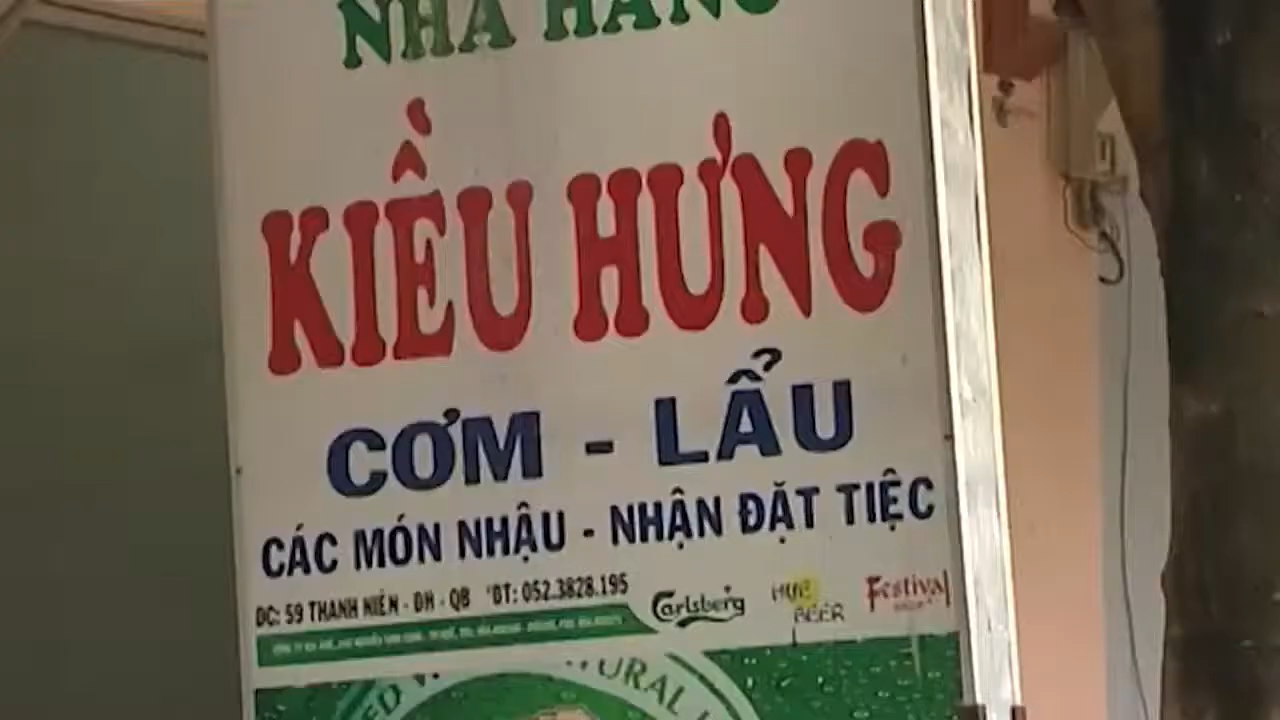 NHÀ HÀNG
KIỀU HƯNG
CƠM - LẨU
CÁC MÓN NHẬU - NHẬN ĐẶT TIỆC
ĐC: 59 THANH NIÊN - ĐH - QB ĐT: 052.3828.195
Carlsberg HUE BEER Festival
URAL